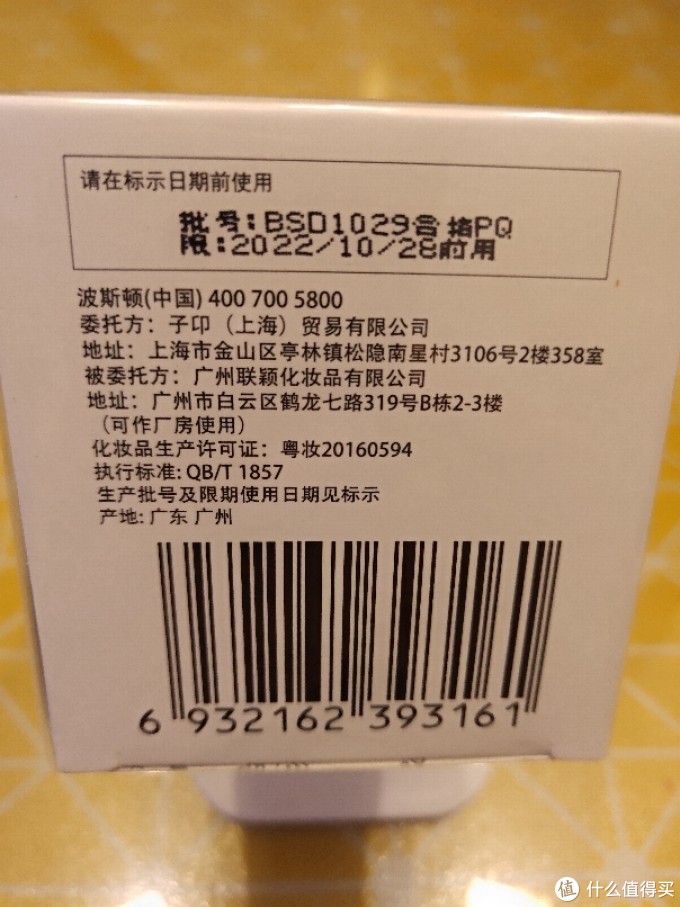 请在标示日期前使用
批号:BSD1029合格PQ
限:2022/10/28前用
波斯顿(中国) 400 700 5800
委托方：子印（上海）贸易有限公司
地址：上海市金山区亭林镇松隐南星村3106号2楼358室
被委托方：广州联颖化妆品有限公司
地址：广州市白云区鹤龙七路319号B栋2-3楼
（可作厂房使用）
化妆品生产许可证：粤妆20160594
执行标准: QB/T 1857
生产批号及限期使用日期见标示
产地: 广东 广州
6 932162 393161
值 什么值得买